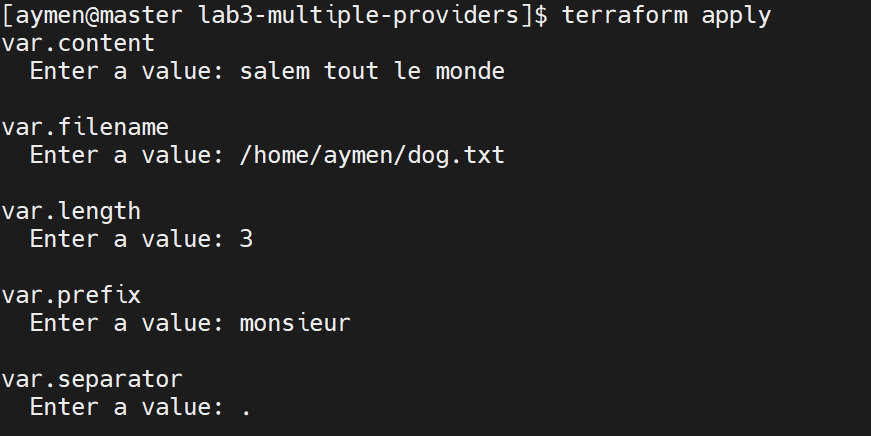 [aymen@master lab3-multiple-providers]$ terraform apply
var.content
  Enter a value: salem tout le monde

var.filename
  Enter a value: /home/aymen/dog.txt

var.length
  Enter a value: 3

var.prefix
  Enter a value: monsieur

var.separator
  Enter a value: .